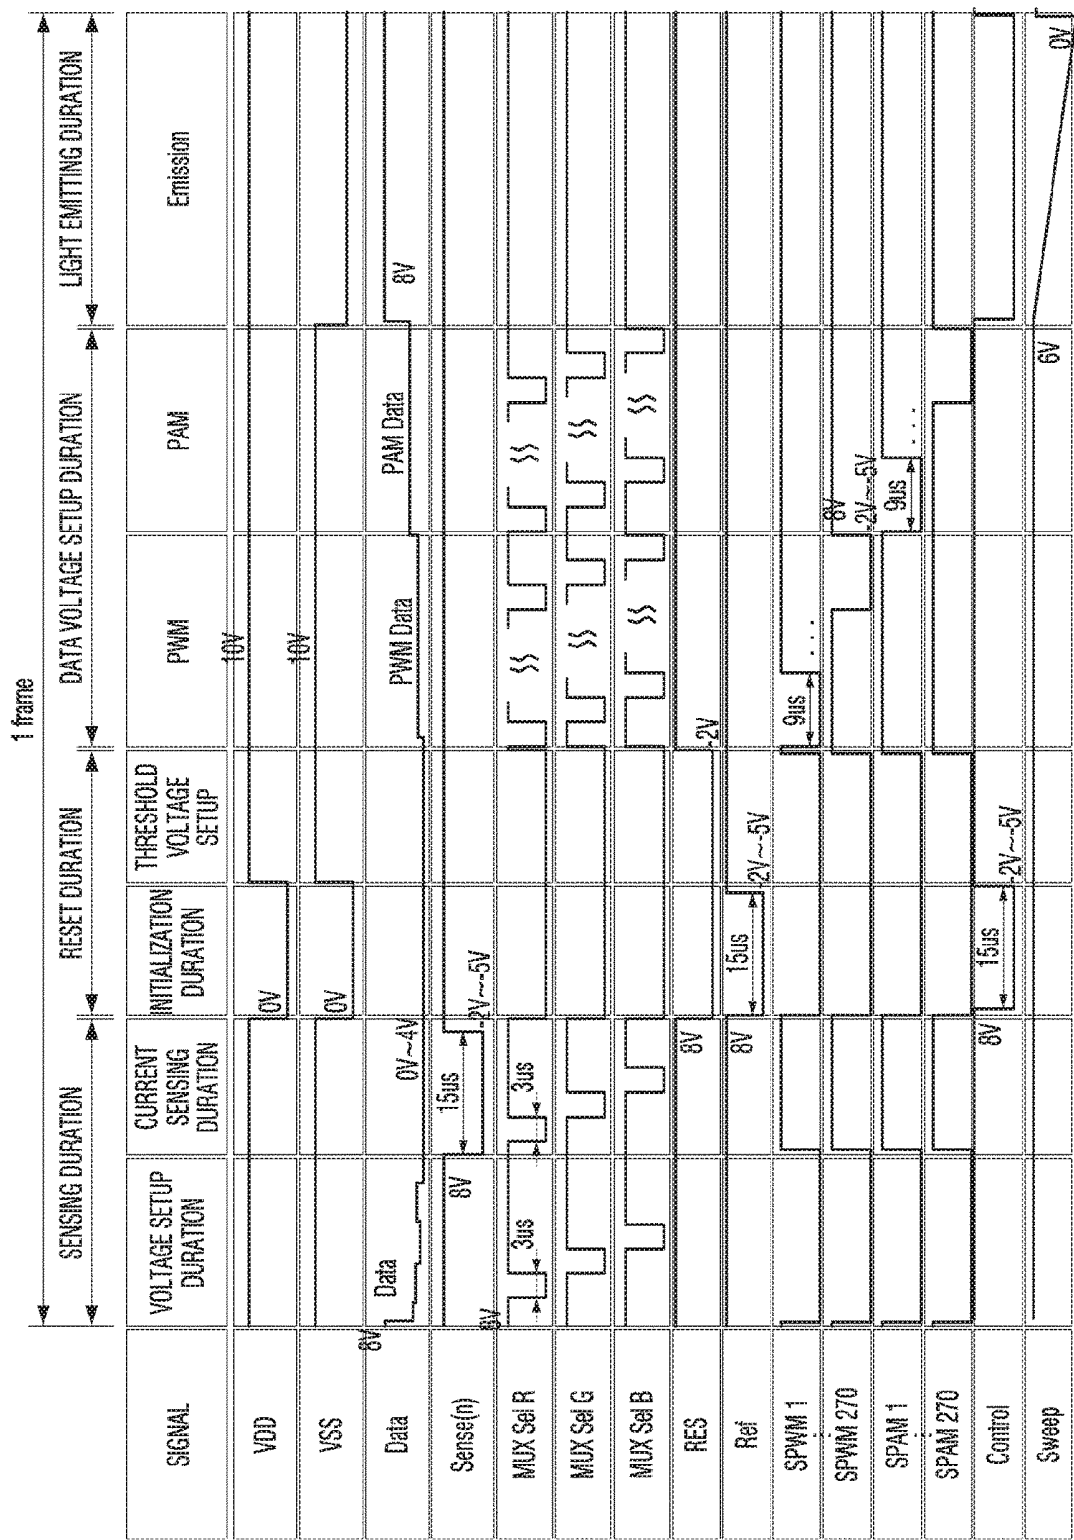 1 frame
SENSING DURATION
RESET DURATION
DATA VOLTAGE SETUP DURATION
LIGHT EMITTING DURATION
SIGNAL
VOLTAGE SETUP
DURATION
CURRENT
SENSING
DURATION
INITIALIZATION
DURATION
THRESHOLD
VOLTAGE
SETUP
PWM
PAM
Emission
VDD
0V
10V
VSS
0V
10V
Data
8V
Data
0V~4V
PWM Data
PAM Data
8V
Sense(n)
8V
15us
-2V~-5V
MUX Sel R
8V
3us
3us
MUX Sel G
MUX Sel B
RES
8V
-2V
Ref
8V
15us
-2V~-5V
SPWM 1
9us
. . .
SPWM 270
8V
-2V~-5V
SPAM 1
9us
. . .
SPAM 270
Control
8V
15us
-2V~-5V
Sweep
6V
0V